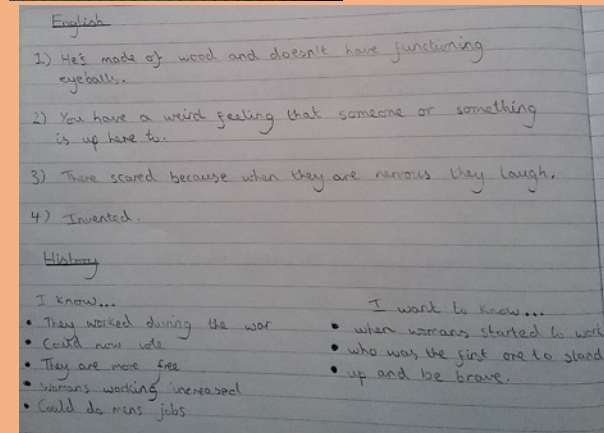 English
1.) He's made of wood and doesn't have functioning
eyeballs.
2) You have a weird feeling that someone or something
is up here to.
3) There scared because when they are nervous they laugh.
4) Invented.
History
I know...
• They worked during the war
• Could now vote
• They are more free
• Womans working increased
• Could do mens jobs
I want to know...
• when womans started to work
• who was the first one to stand
• up and be brave.